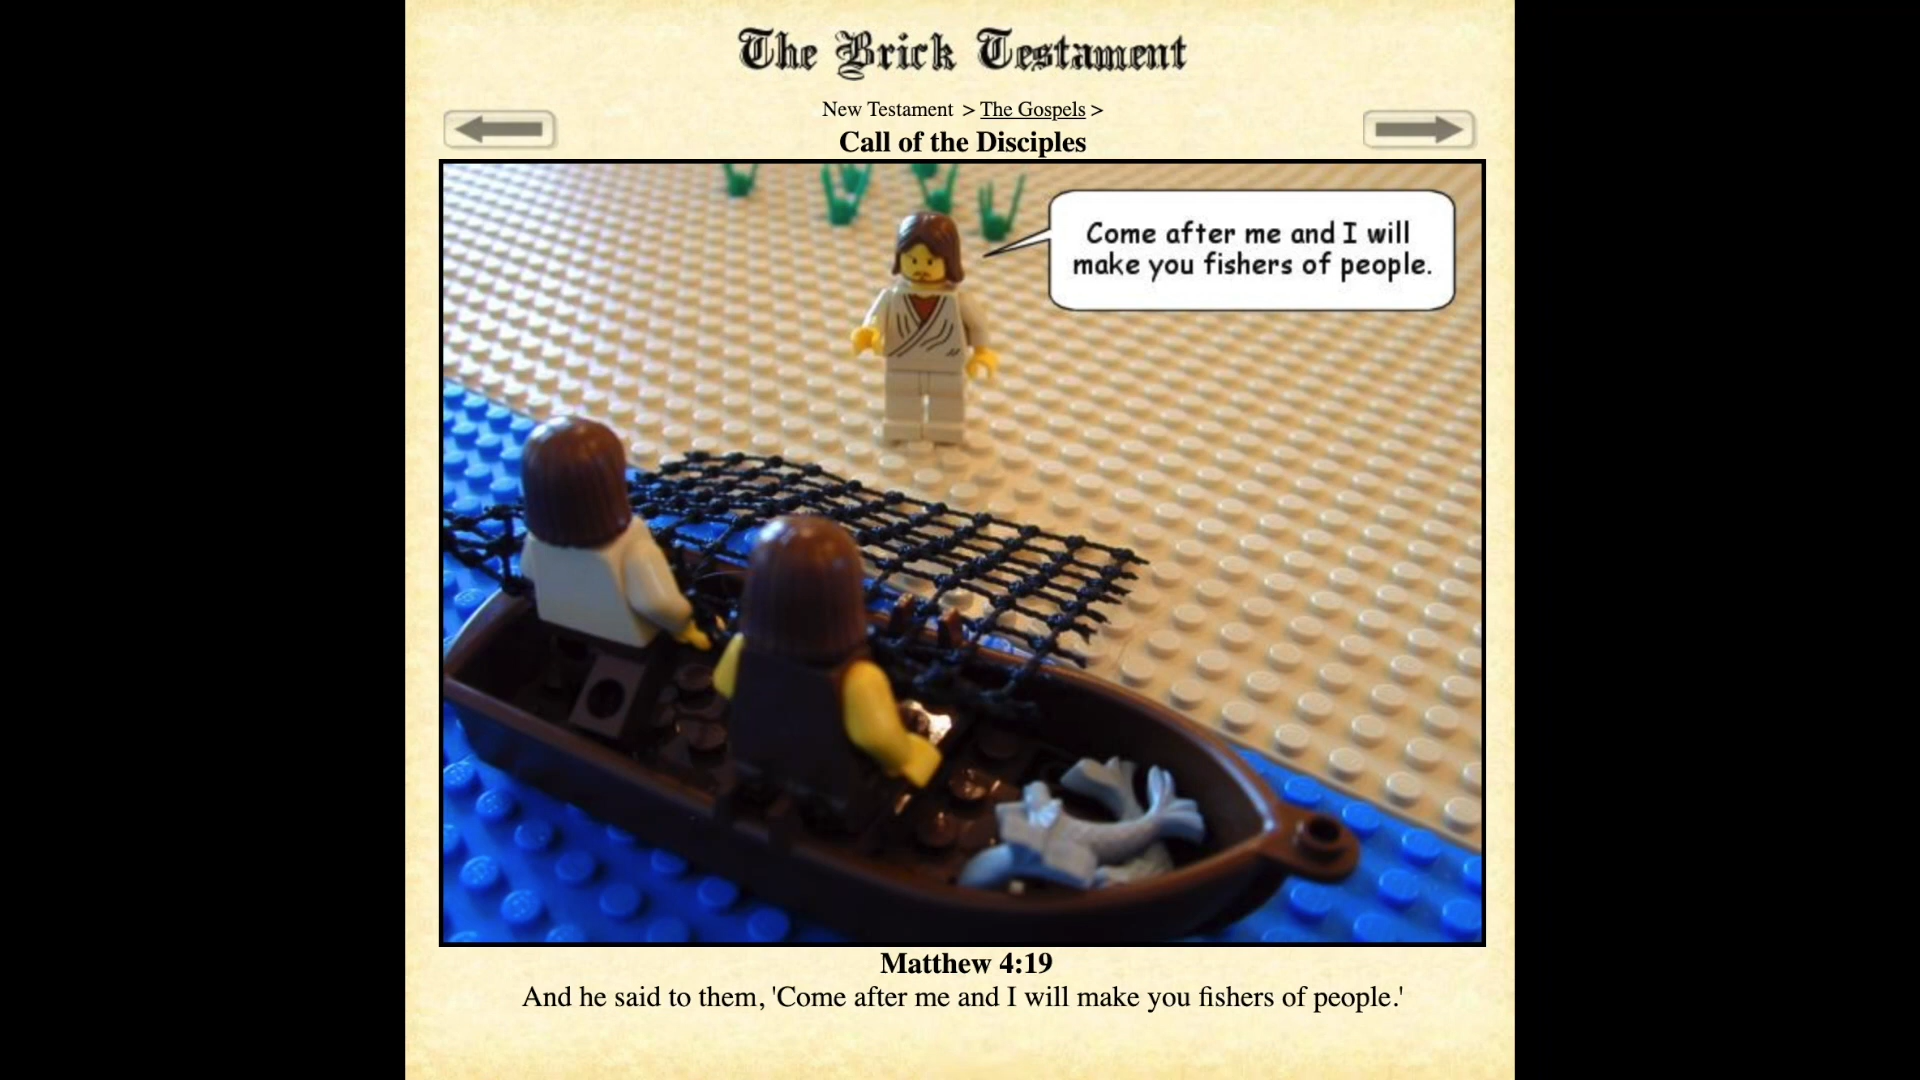 The Brick Testament
New Testament > The Gospels >
Call of the Disciples
Come after me and I will
make you fishers of people.
Matthew 4:19
And he said to them, 'Come after me and I will make you fishers of people.'